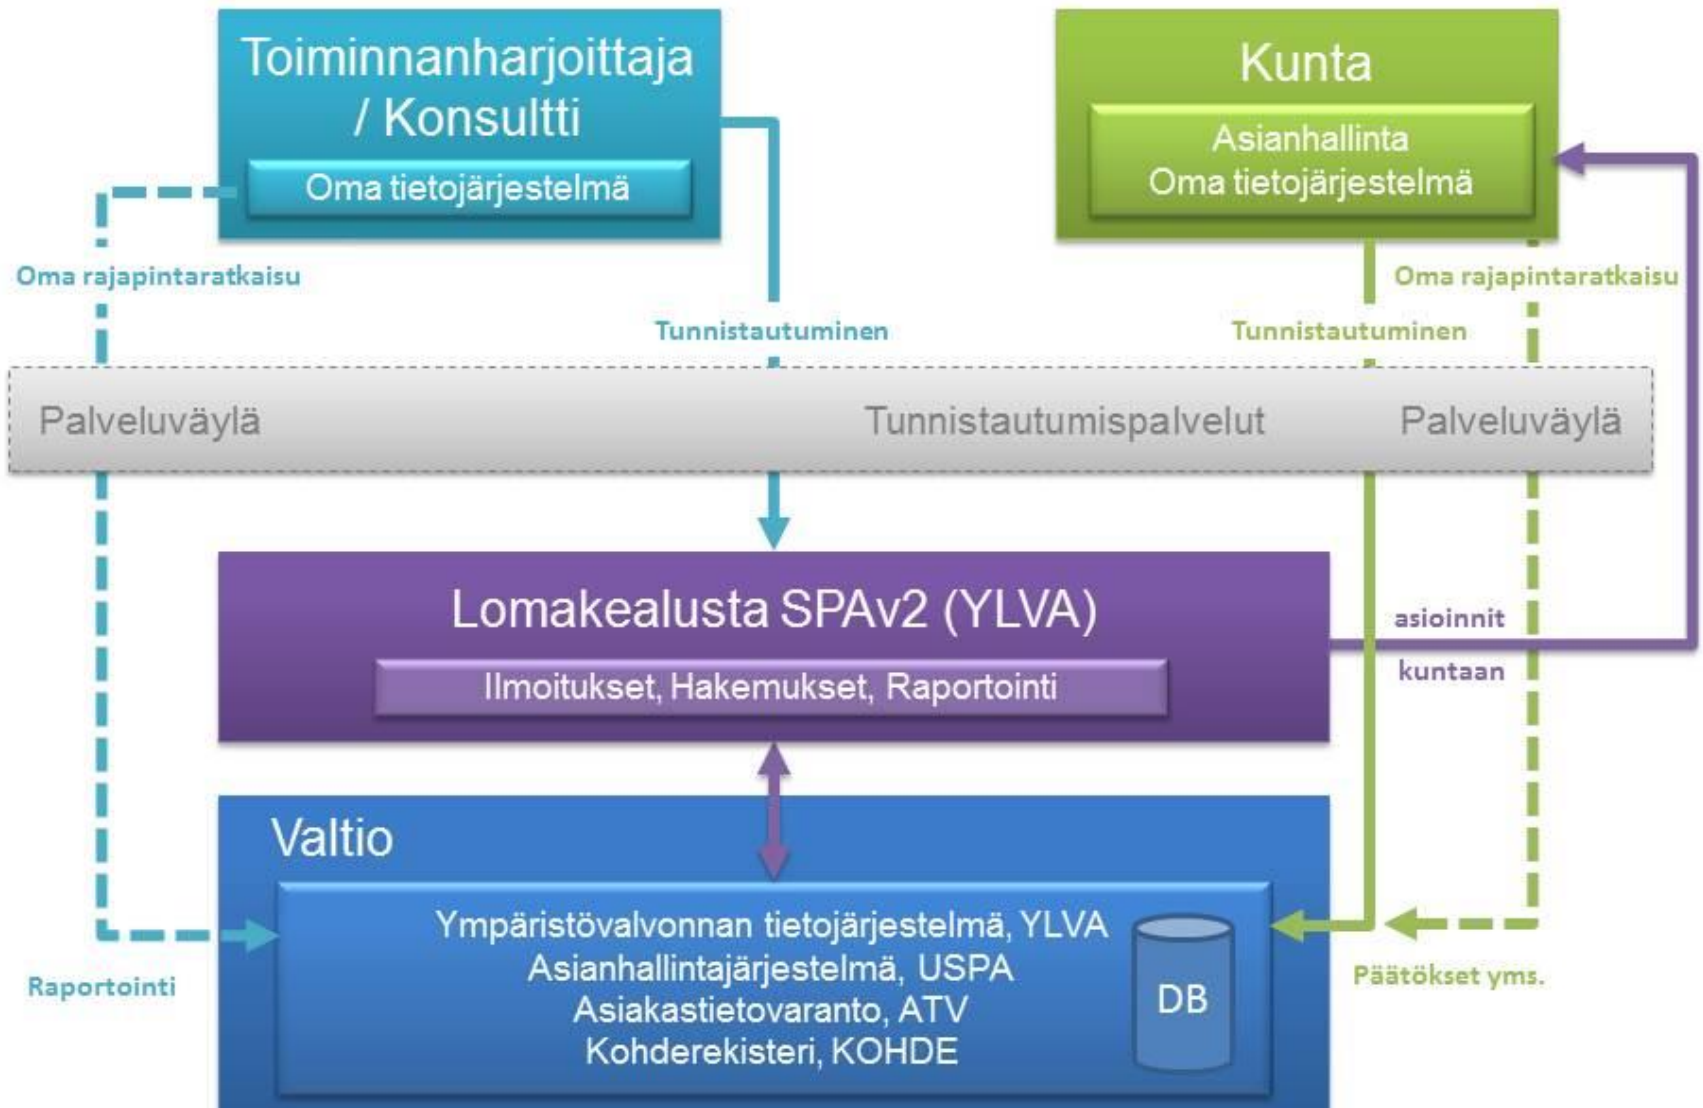 Toiminnanharjoittaja
/ Konsultti
Oma tietojärjestelmä
Kunta
Asianhallinta
Oma tietojärjestelmä
Oma rajapintaratkaisu
Tunnistautuminen
Tunnistautuminen
Oma rajapintaratkaisu
Palveluväylä
Tunnistautumispalvelut
Palveluväylä
Lomakealusta SPAv2 (YLVA)
Ilmoitukset, Hakemukset, Raportointi
asioinnit
kuntaan
Valtio
Ympäristövalvonnan tietojärjestelmä, YLVA
Asianhallintajärjestelmä, USPA
Asiakastietovaranto, ATV
Kohderekisteri, KOHDE
DB
Raportointi
Päätökset yms.